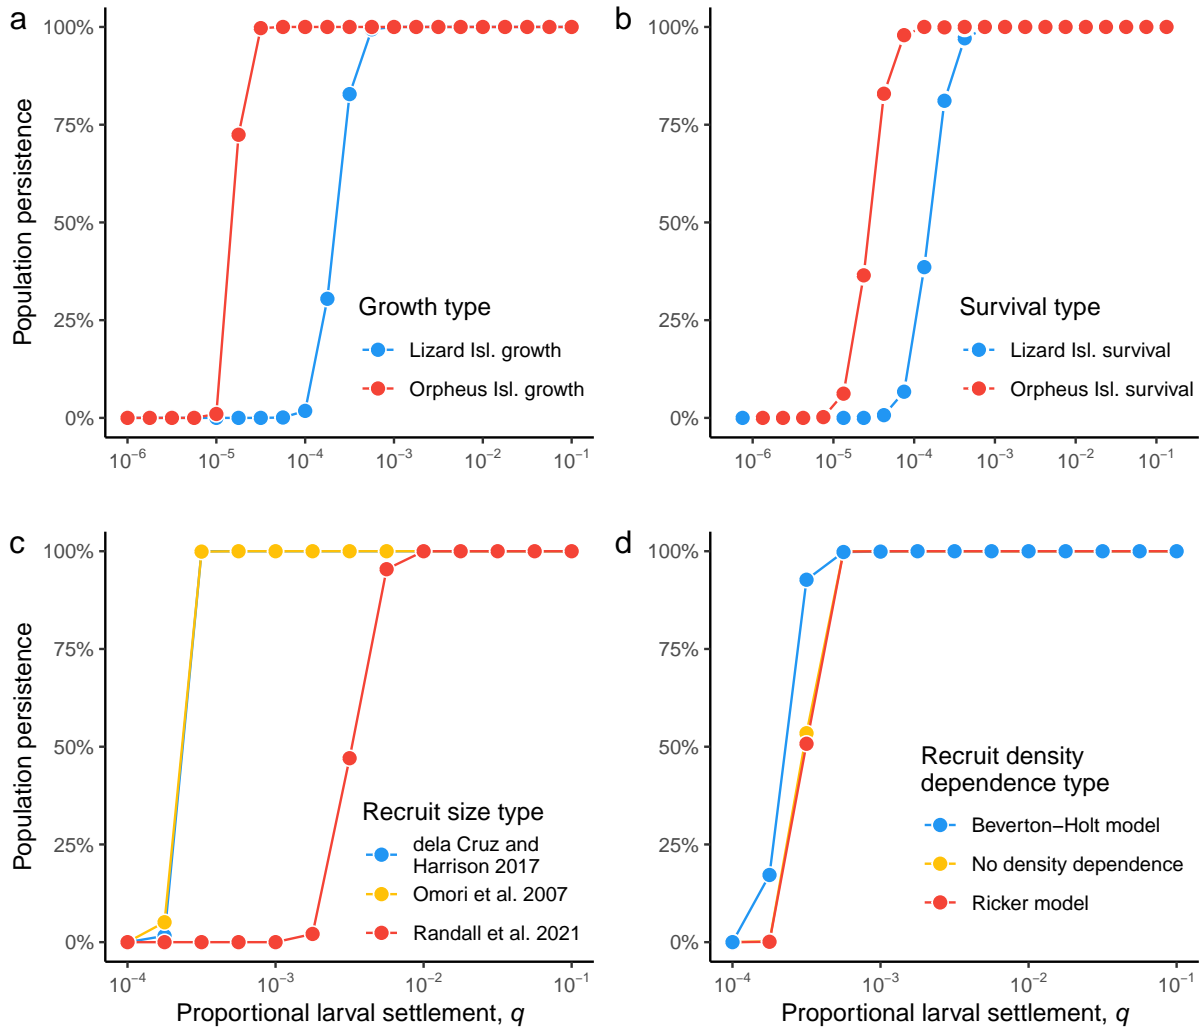 a
100%
75%
50%
25%
0%
Population persistence
Growth type
Lizard Isl. growth
Orpheus Isl. growth
10⁻⁶ 10⁻⁵ 10⁻⁴ 10⁻³ 10⁻² 10⁻¹
b
100%
75%
50%
25%
0%
Survival type
Lizard Isl. survival
Orpheus Isl. survival
10⁻⁶ 10⁻⁵ 10⁻⁴ 10⁻³ 10⁻² 10⁻¹
c
100%
75%
50%
25%
0%
Population persistence
Recruit size type
dela Cruz and
Harrison 2017
Omori et al. 2007
Randall et al. 2021
10⁻⁴ 10⁻³ 10⁻² 10⁻¹
Proportional larval settlement, q
d
100%
75%
50%
25%
0%
Recruit density
dependence type
Beverton−Holt model
No density dependence
Ricker model
10⁻⁴ 10⁻³ 10⁻² 10⁻¹
Proportional larval settlement, q